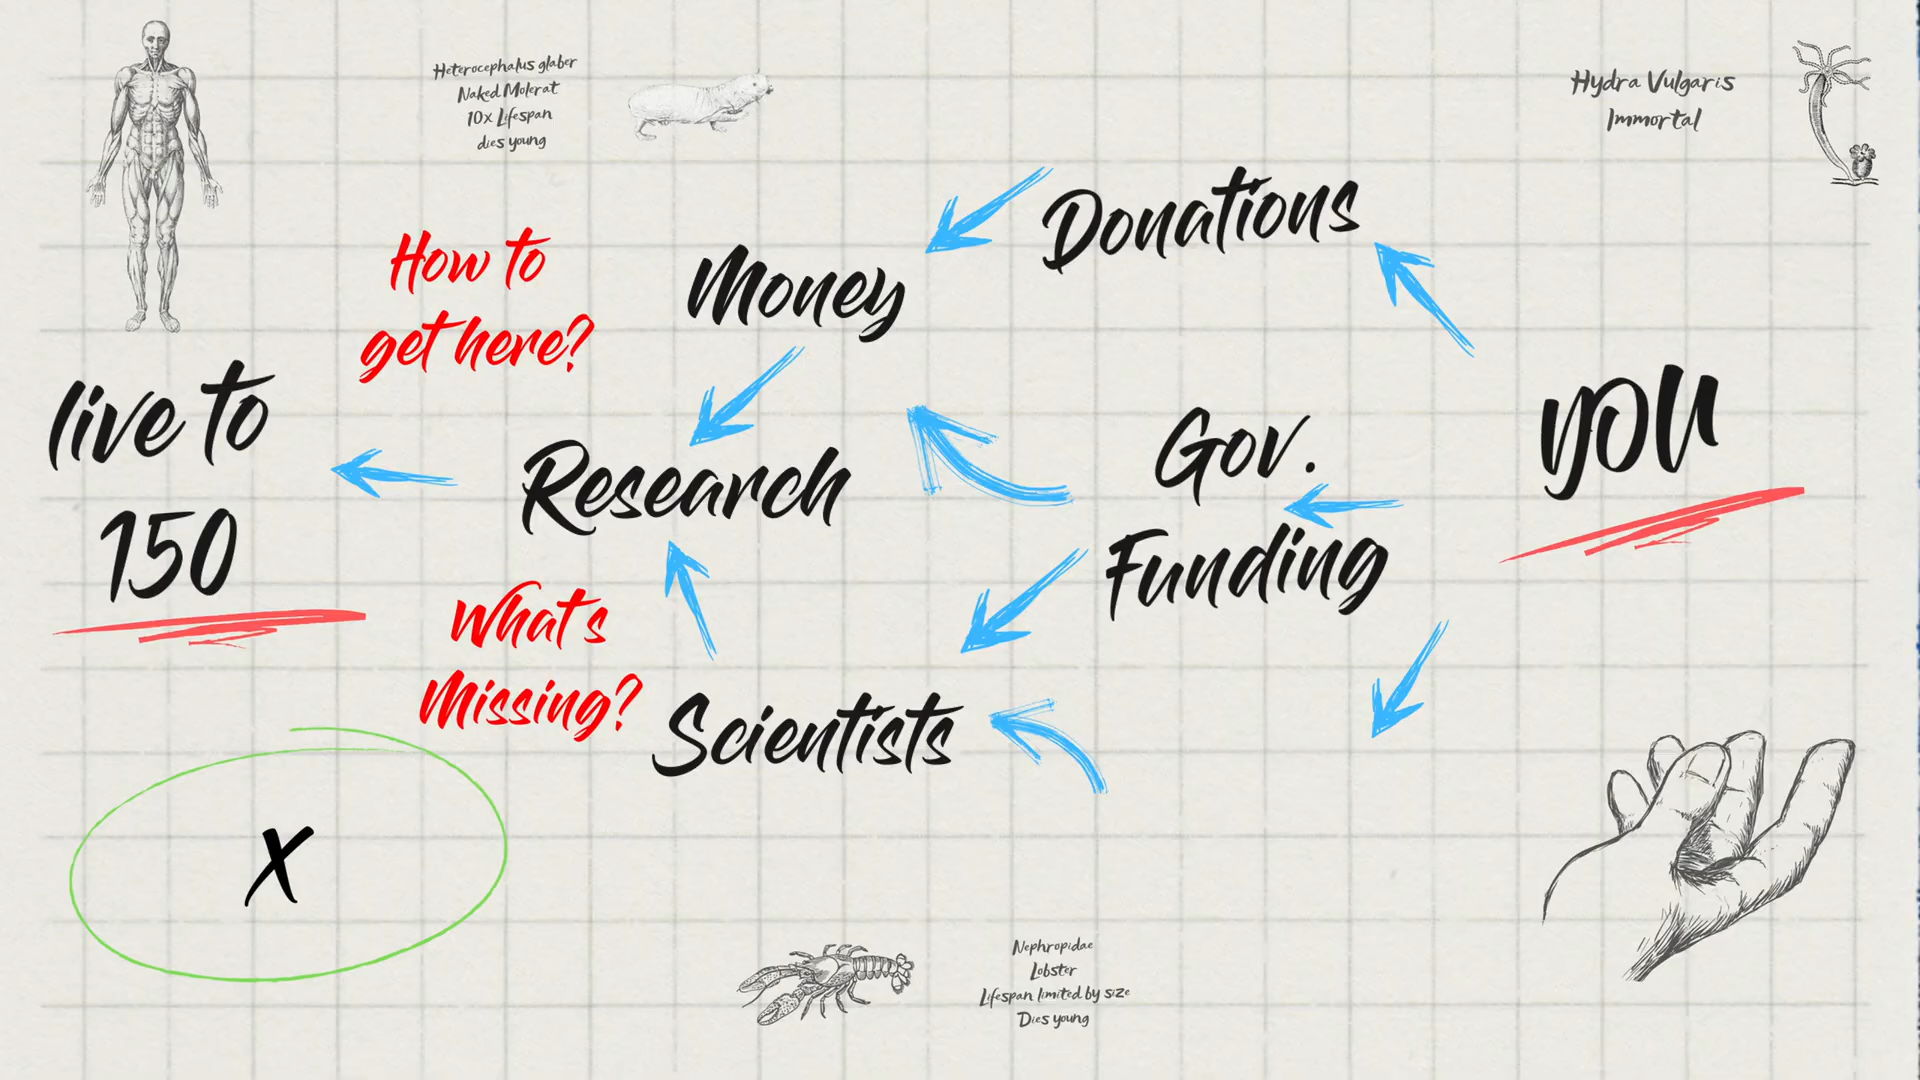 Heterocephalus glaber
Naked Molerat
10x Lifespan
dies young
Hydra Vulgaris
Immortal
Donations
How to
get here?
Money
live to
150
Research
Gov.
Funding
you
What's
Missing?
Scientists
X
Nephropidae
Lobster
Lifespan limited by size
Dies young